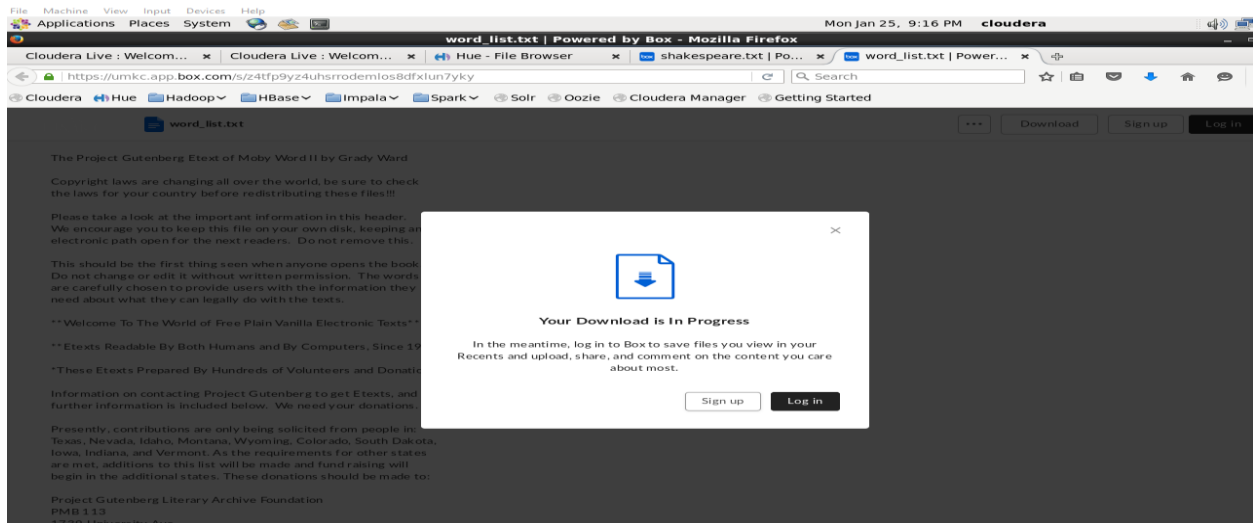 File Machine View Input Devices Help
Applications Places System Mon Jan 25, 9:16 PM cloudera
word_list.txt | Powered by Box - Mozilla Firefox
Cloudera Live : Welcom... × Cloudera Live : Welcom... × Hue - File Browser × shakespeare.txt | Po... × word_list.txt | Power... ×
https://umkc.app.box.com/s/z4tfp9yz4uhsrrodemlos8dfxlun7yky Search
Cloudera Hue Hadoop HBase Impala Spark Solr Oozie Cloudera Manager Getting Started
word_list.txt ... Download Sign up Log in
The Project Gutenberg Etext of Moby Word II by Grady Ward
Copyright laws are changing all over the world, be sure to check
the laws for your country before redistributing these files!!!
Please take a look at the important information in this header.
We encourage you to keep this file on your own disk, keeping an
electronic path open for the next readers. Do not remove this.
This should be the first thing seen when anyone opens the book
Do not change or edit it without written permission. The words
are carefully chosen to provide users with the information they
need about what they can legally do with the texts.
**Welcome To The World of Free Plain Vanilla Electronic Texts**
**Etexts Readable By Both Humans and By Computers, Since 19
*These Etexts Prepared By Hundreds of Volunteers and Donatio
Information on contacting Project Gutenberg to get Etexts, and
further information is included below. We need your donations.
Presently, contributions are only being solicited from people in:
Texas, Nevada, Idaho, Montana, Wyoming, Colorado, South Dakota,
Iowa, Indiana, and Vermont. As the requirements for other states
are met, additions to this list will be made and fund raising will
begin in the additional states. These donations should be made to:
Project Gutenberg Literary Archive Foundation
PMB 113
Your Download is In Progress
In the meantime, log in to Box to save files you view in your
Recents and upload, share, and comment on the content you care
about most.
Sign up Log in